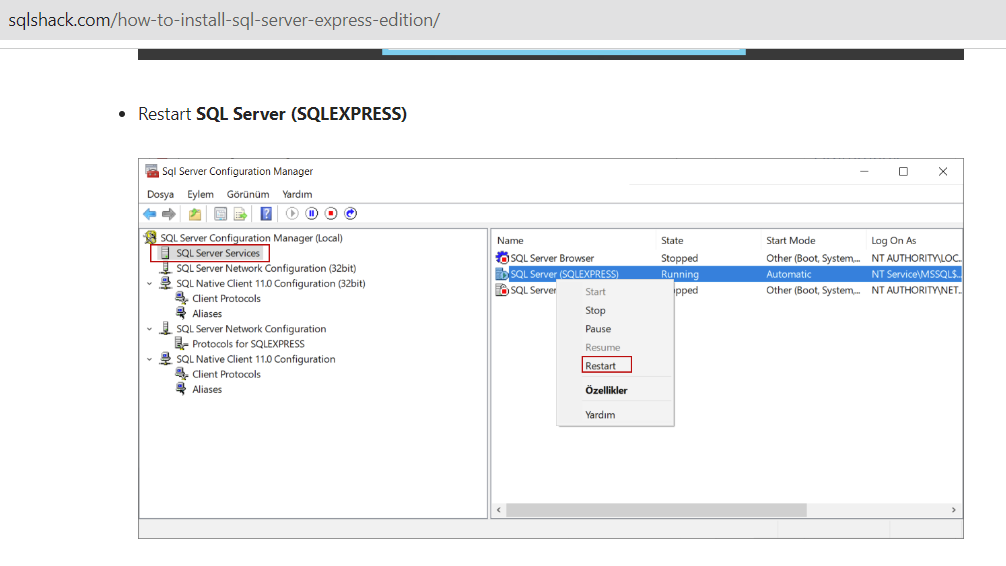 sqlshack.com/how-to-install-sql-server-express-edition/
Restart SQL Server (SQLEXPRESS)
Sql Server Configuration Manager
Dosya Eylem Görünüm Yardım
SQL Server Configuration Manager (Local)
SQL Server Services
SQL Server Network Configuration (32bit)
SQL Native Client 11.0 Configuration (32bit)
Client Protocols
Aliases
SQL Server Network Configuration
Protocols for SQLEXPRESS
SQL Native Client 11.0 Configuration
Client Protocols
Aliases
Name State Start Mode Log On As
SQL Server Browser Stopped Other (Boot, System,... NT AUTHORITY\LOC...
SQL Server (SQLEXPRESS) Running Automatic NT Service\MSSQL$...
SQL Server pped Other (Boot, System,... NT AUTHORITY\NET...
Start
Stop
Pause
Resume
Restart
Özellikler
Yardım